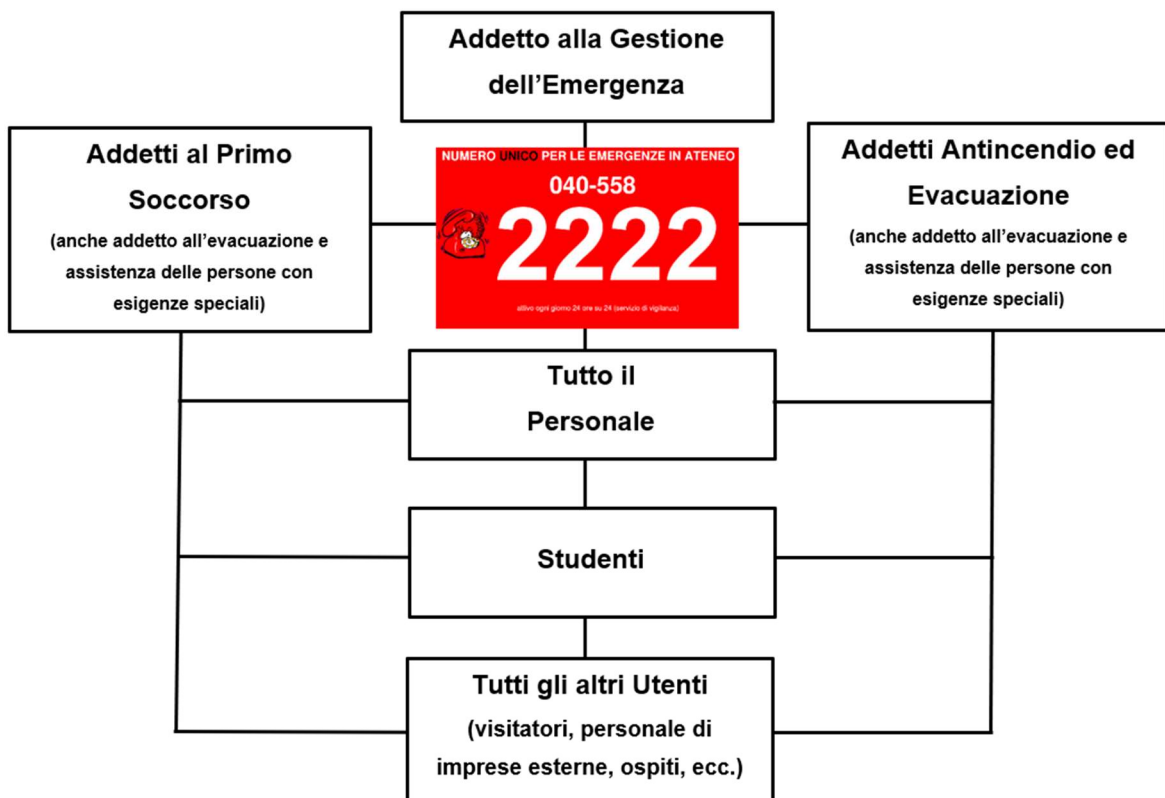 Addetto alla Gestione
dell’Emergenza
Addetti al Primo
Soccorso
(anche addetto all’evacuazione e
assistenza delle persone con
esigenze speciali)
NUMERO UNICO PER LE EMERGENZE IN ATENEO
040-558
2222
attivo ogni giorno 24 ore su 24 (servizio di vigilanza)
Addetti Antincendio ed
Evacuazione
(anche addetto all’evacuazione e
assistenza delle persone con
esigenze speciali)
Tutto il
Personale
Studenti
Tutti gli altri Utenti
(visitatori, personale di
imprese esterne, ospiti, ecc.)